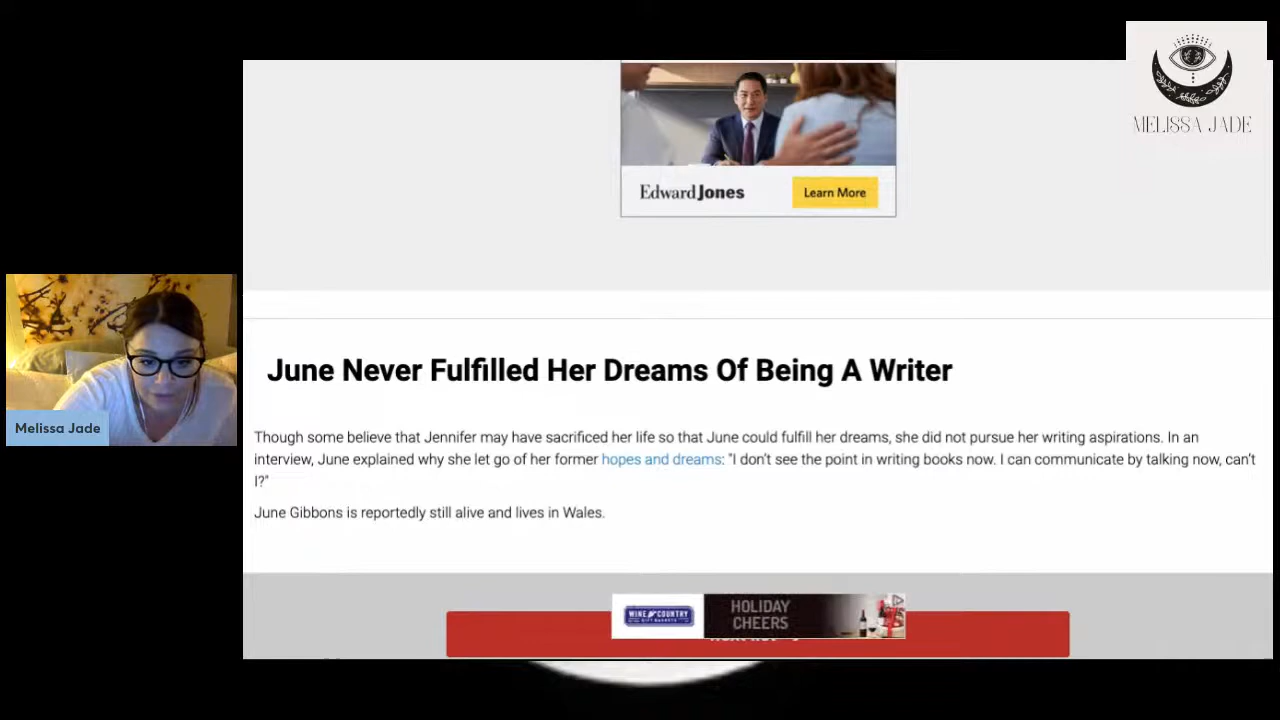 MELISSA JADE
EdwardJones
Learn More
Melissa Jade
June Never Fulfilled Her Dreams Of Being A Writer
Though some believe that Jennifer may have sacrificed her life so that June could fulfill her dreams, she did not pursue her writing aspirations. In an
interview, June explained why she let go of her former hopes and dreams: "I don't see the point in writing books now. I can communicate by talking now, can't
I?"
June Gibbons is reportedly still alive and lives in Wales.
WINE COUNTRY
GIFT BASKETS
HOLIDAY
CHEERS